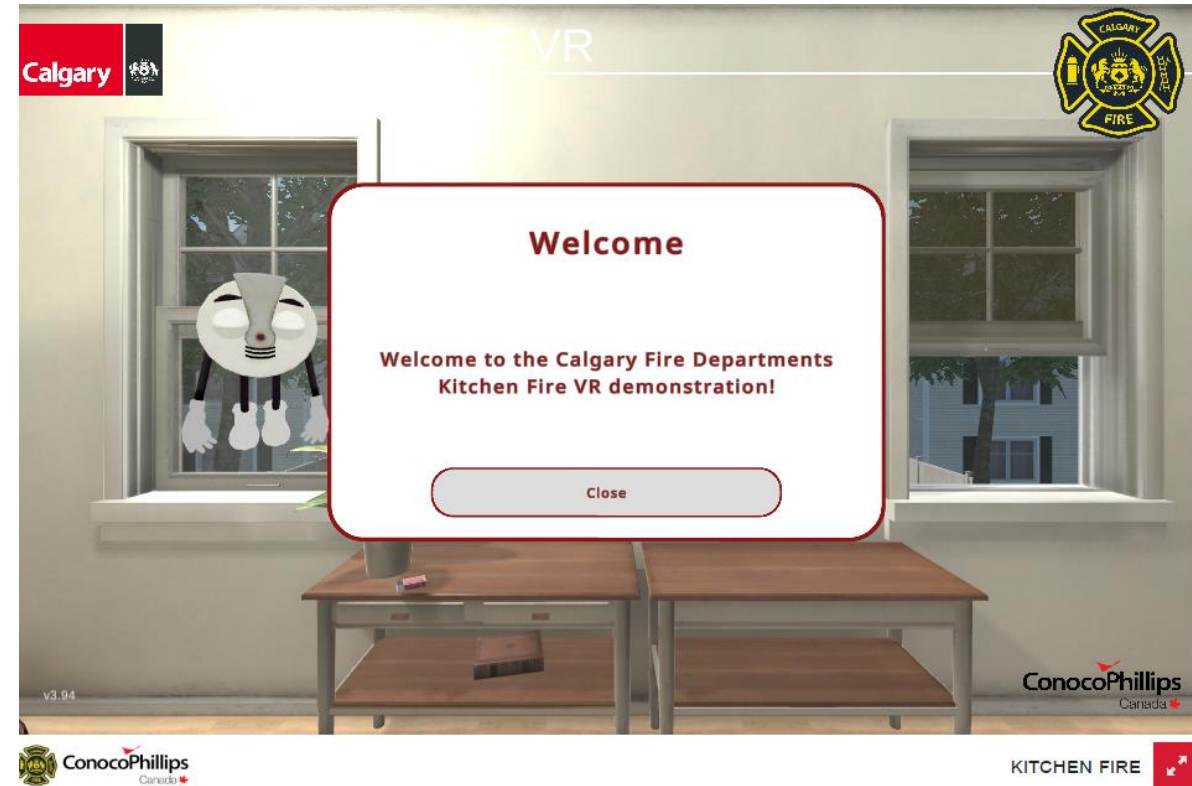 Calgary
VR
CALGARY
FIRE
Welcome
Welcome to the Calgary Fire Departments
Kitchen Fire VR demonstration!
Close
v3.94
ConocoPhillips
Canada
ConocoPhillips
Canada
KITCHEN FIRE